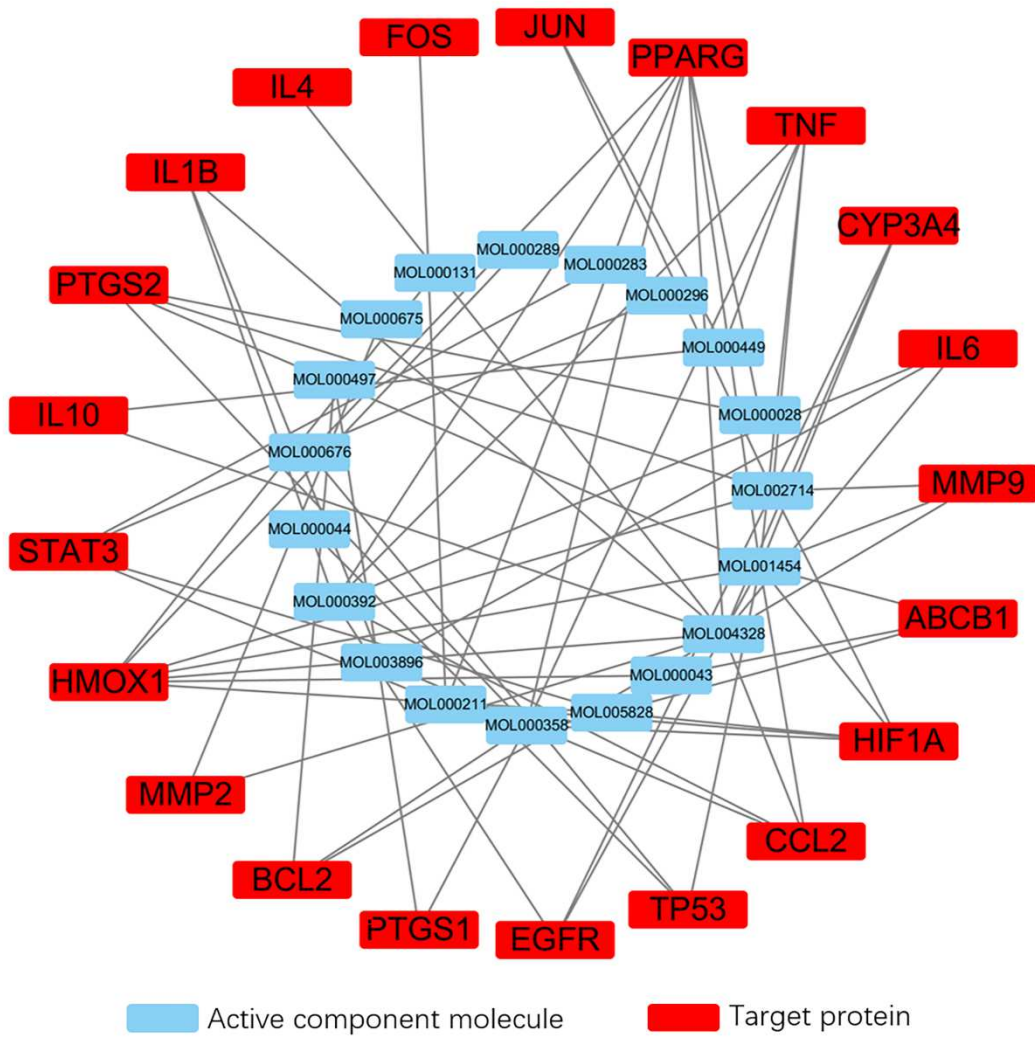 JUN
FOS
PPARG
IL4
TNF
IL1B
CYP3A4
MOL000289
MOL000283
MOL000131
PTGS2
MOL000296
MOL000675
MOL000449
IL6
MOL000497
IL10
MOL000028
MOL000676
MMP9
MOL002714
MOL000044
STAT3
MOL001454
MOL000392
ABCB1
MOL004328
MOL003896
MOL000043
HMOX1
MOL000211
MOL005828
MOL000358
HIF1A
MMP2
CCL2
BCL2
TP53
PTGS1
EGFR
Active component molecule
Target protein